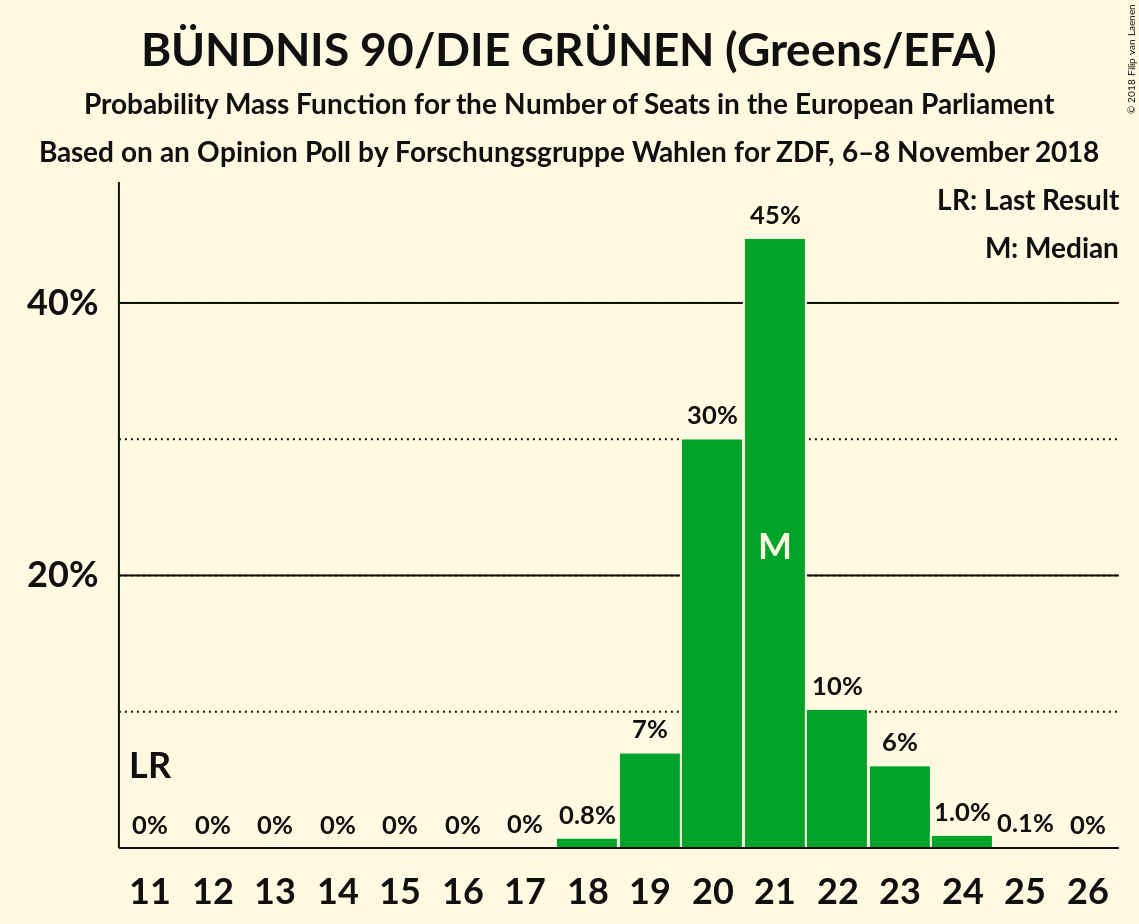 BÜNDNIS 90/DIE GRÜNEN (Greens/EFA)
Probability Mass Function for the Number of Seats in the European Parliament
Based on an Opinion Poll by Forschungsgruppe Wahlen for ZDF, 6–8 November 2018
© 2018 Filip van Laenen
LR: Last Result
M: Median
45%
40%
30%
M
20%
10%
7%
6%
LR
0% 0% 0% 0% 0% 0% 0% 0.8% 1.0% 0.1% 0%
11 12 13 14 15 16 17 18 19 20 21 22 23 24 25 26